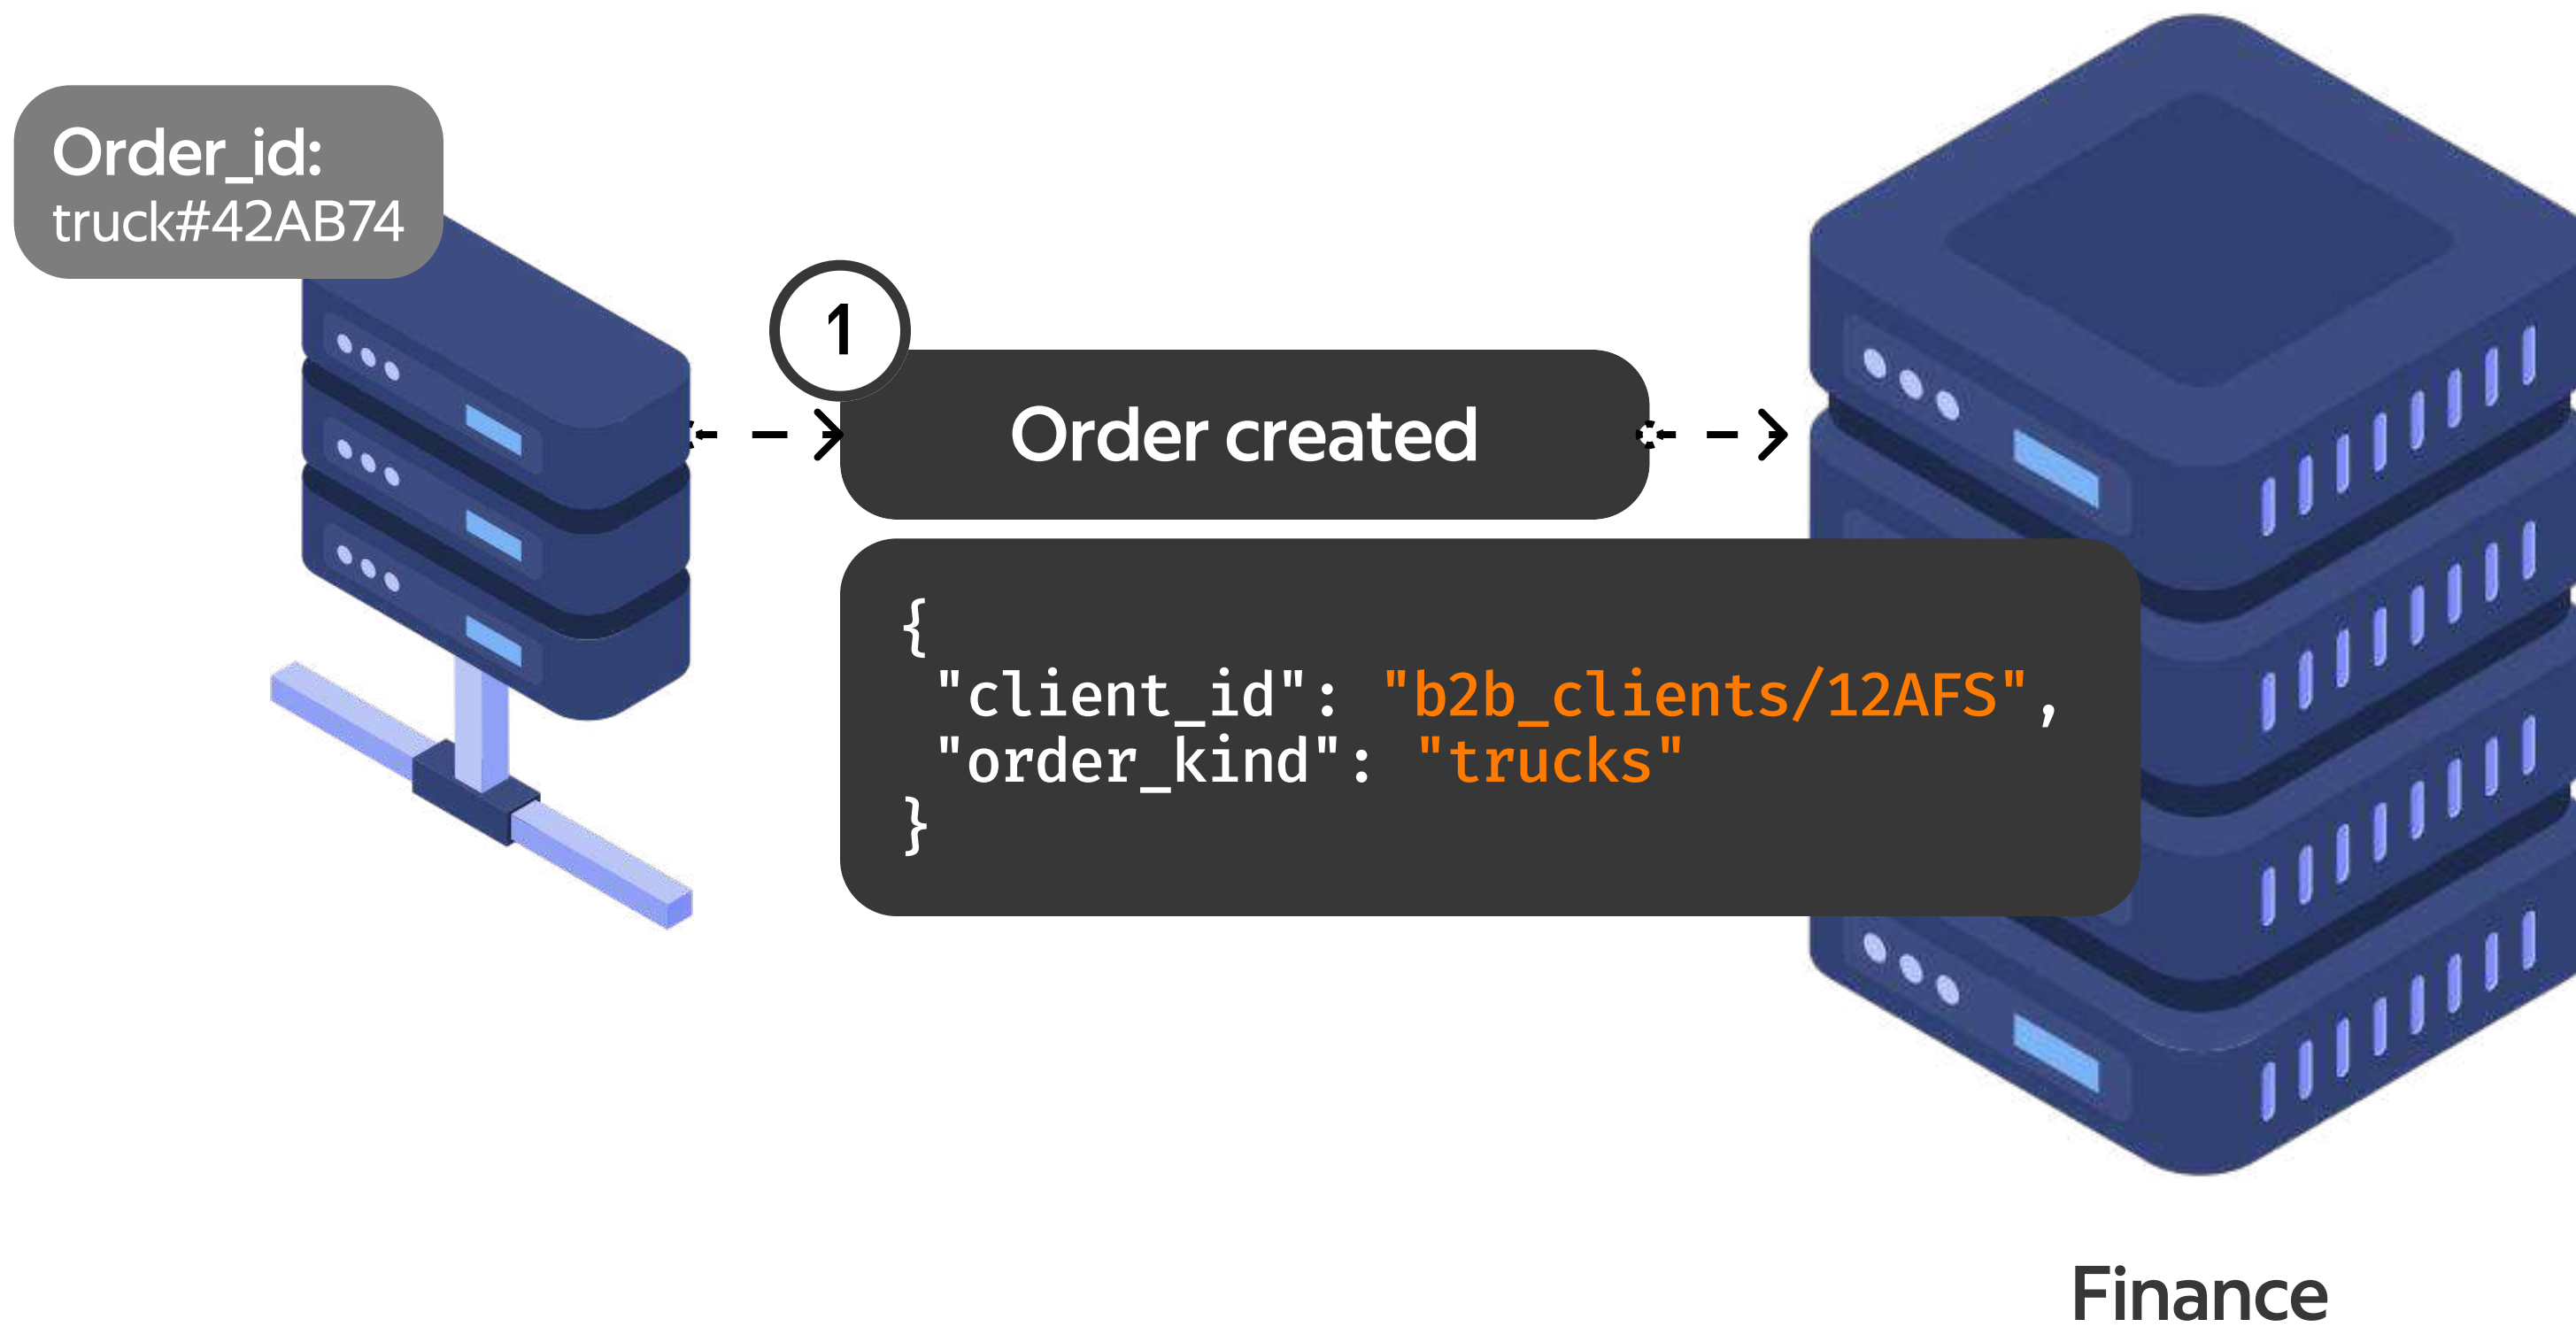 Order_id:
truck#42AB74
1
Order created
{
"client_id": "b2b_clients/12AFS",
"order_kind": "trucks"
}
Finance